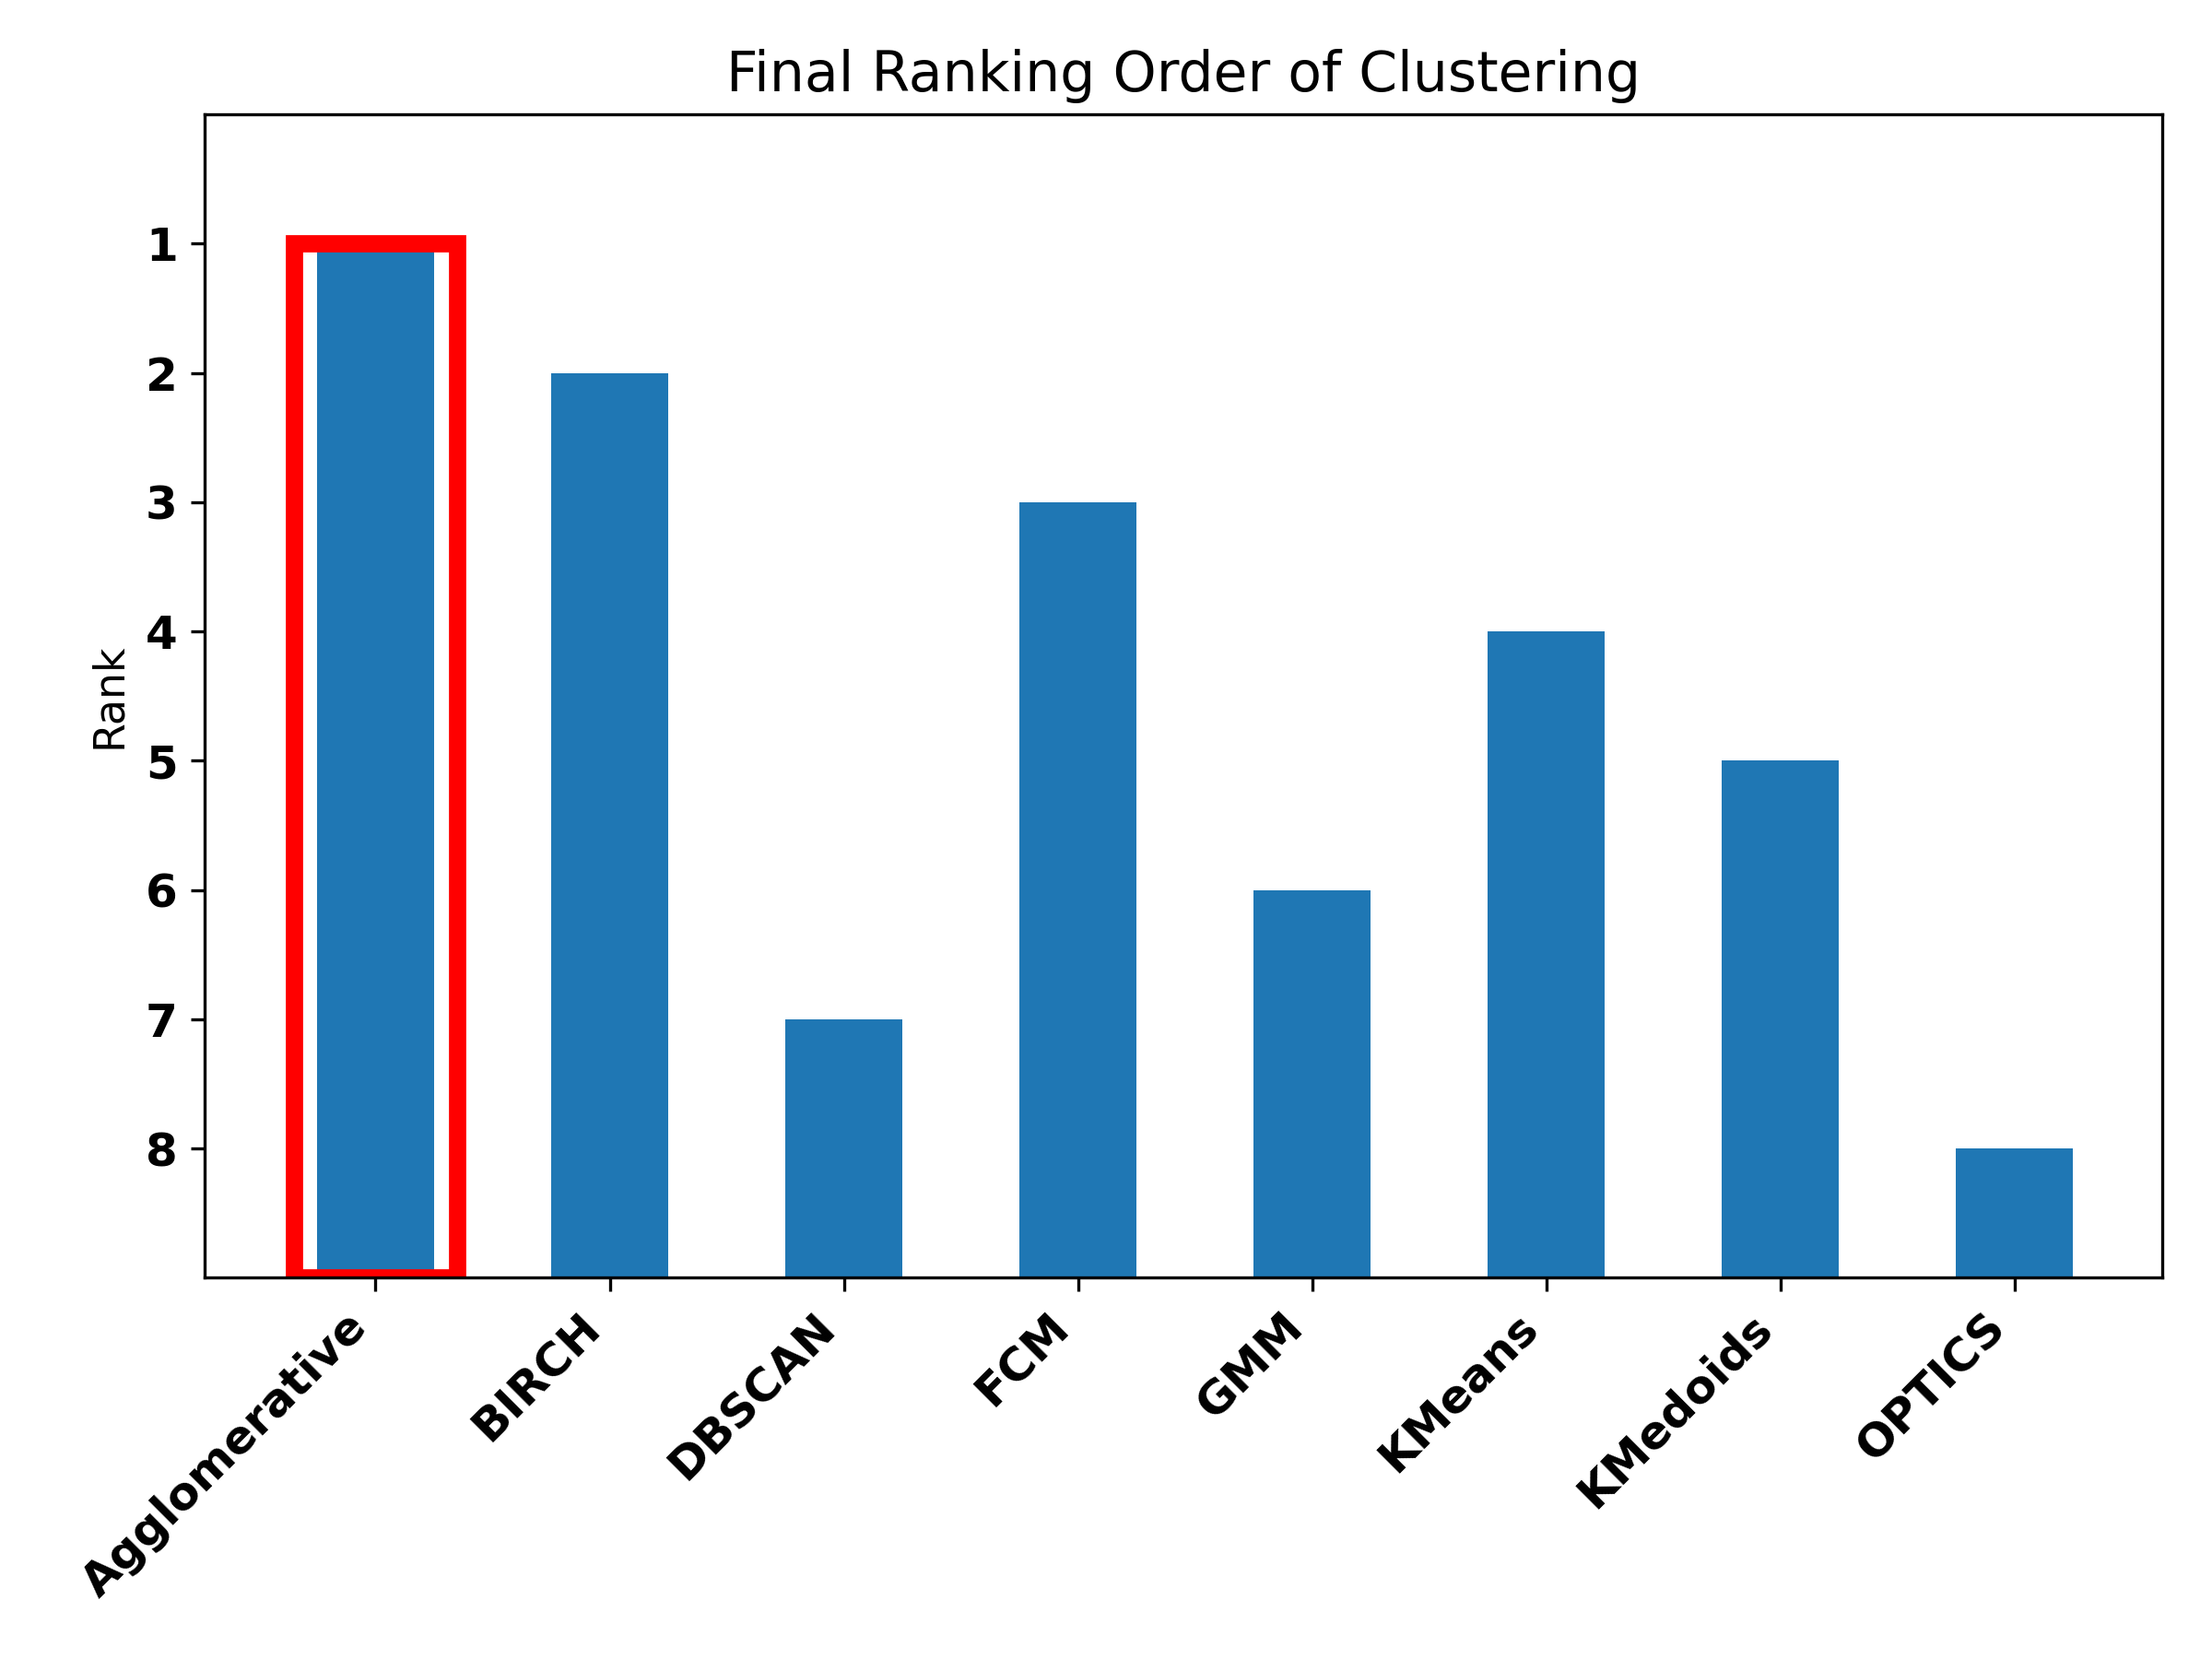 Final Ranking Order of Clustering
Rank
1
2
3
4
5
6
7
8
Agglomerative
BIRCH
DBSCAN
FCM
GMM
KMeans
KMedoids
OPTICS